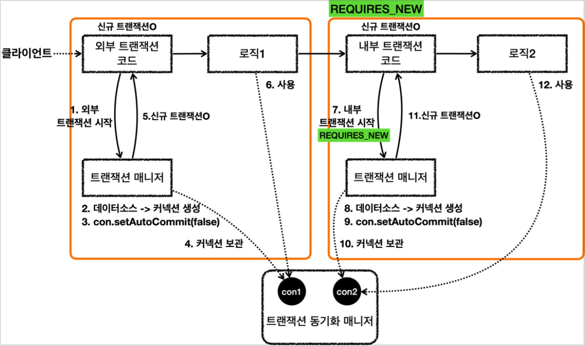 REQUIRES_NEW
신규 트랜잭션O
신규 트랜잭션O
클라이언트
외부 트랜잭션
코드
로직1
내부 트랜잭션
코드
로직2
6. 사용
12. 사용
1. 외부
트랜잭션 시작
5.신규 트랜잭션O
7. 내부
트랜잭션 시작
REQUIRES_NEW
11.신규 트랜잭션O
트랜잭션 매니저
트랜잭션 매니저
2. 데이터소스 -> 커넥션 생성
3. con.setAutoCommit(false)
4. 커넥션 보관
8. 데이터소스 -> 커넥션 생성
9. con.setAutoCommit(false)
10. 커넥션 보관
con1
con2
트랜잭션 동기화 매니저